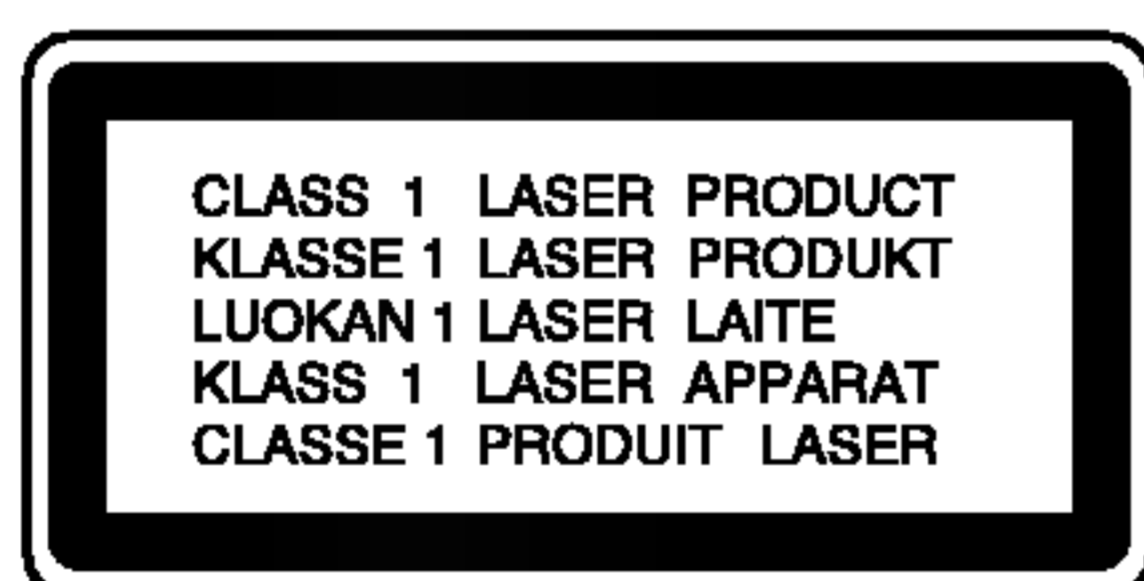 CLASS 1 LASER PRODUCT
KLASSE 1 LASER PRODUKT
LUOKAN 1 LASER LAITE
KLASS 1 LASER APPARAT
CLASSE 1 PRODUIT LASER